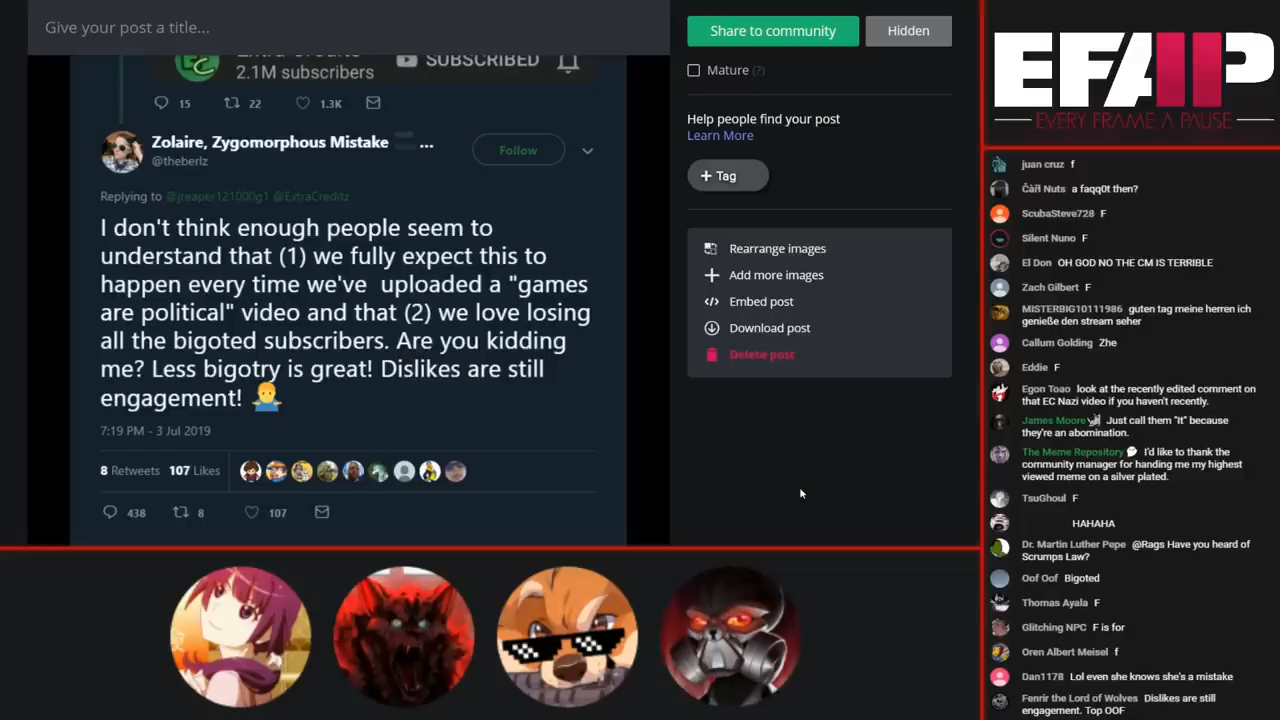 Give your post a title...
Extra Credits
2.1M subscribers
SUBSCRIBED
15 22 1.3K
Zolaire, Zygomorphous Mistake ...
@theberlz
Follow
Replying to @jreaper121000g1 @ExtraCreditz
I don't think enough people seem to
understand that (1) we fully expect this to
happen every time we've uploaded a "games
are political" video and that (2) we love losing
all the bigoted subscribers. Are you kidding
me? Less bigotry is great! Dislikes are still
engagement! 🤷‍♂️
7:19 PM - 3 Jul 2019
8 Retweets 107 Likes
438 8 107
Share to community
Hidden
Mature (?)
Help people find your post
Learn More
+ Tag
Rearrange images
Add more images
Embed post
Download post
Delete post
EFAP
EVERY FRAME A PAUSE
juan cruz f
Čàřł Nuts a faqq0t then?
ScubaSteve728 F
Silent Nuno F
El Don OH GOD NO THE CM IS TERRIBLE
Zach Gilbert F
MISTERBIG10111986 guten tag meine herren ich
genieße den stream seher
Callum Golding Zhe
Eddie F
Egon Toao look at the recently edited comment on
that EC Nazi video if you haven't recently.
James Moore Just call them "It" because
they're an abomination.
The Meme Repository I'd like to thank the
community manager for handing me my highest
viewed meme on a silver plated.
TsuGhoul F
HAHAHA
Dr. Martin Luther Pepe @Rags Have you heard of
Scrumps Law?
Oof Oof Bigoted
Thomas Ayala F
Glitching NPC F is for
Oren Albert Meisel f
Dan1178 Lol even she knows she's a mistake
Fenrir the Lord of Wolves Dislikes are still
engagement. Top OOF